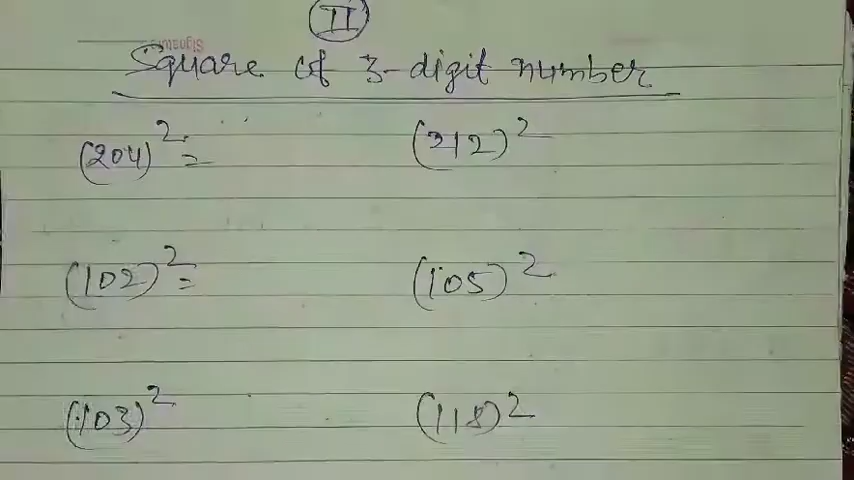 II
Square of 3-digit number
(204)² = (212)²
(102)² = (105)²
(103)² (118)²